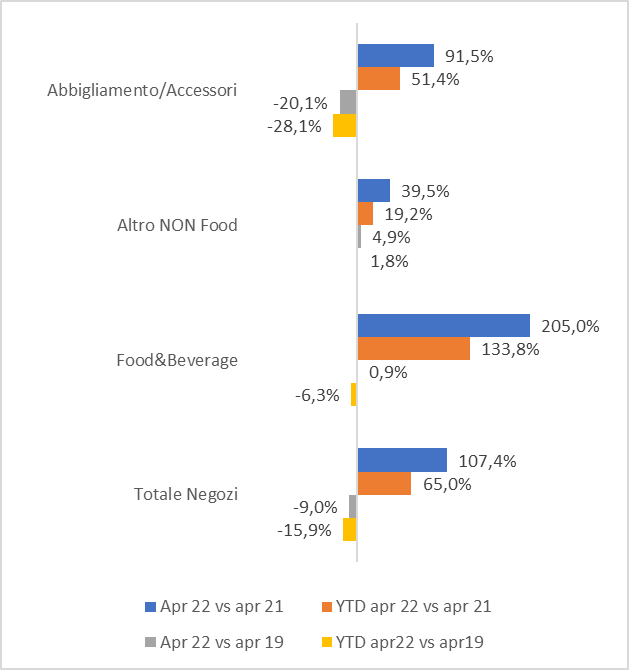 91,5%
Abbigliamento/Accessori
51,4%
-20,1%
-28,1%
39,5%
Altro NON Food
19,2%
4,9%
1,8%
205,0%
Food&Beverage
133,8%
0,9%
-6,3%
107,4%
Totale Negozi
65,0%
-9,0%
-15,9%
Apr 22 vs apr 21
YTD apr 22 vs apr 21
Apr 22 vs apr 19
YTD apr22 vs apr19